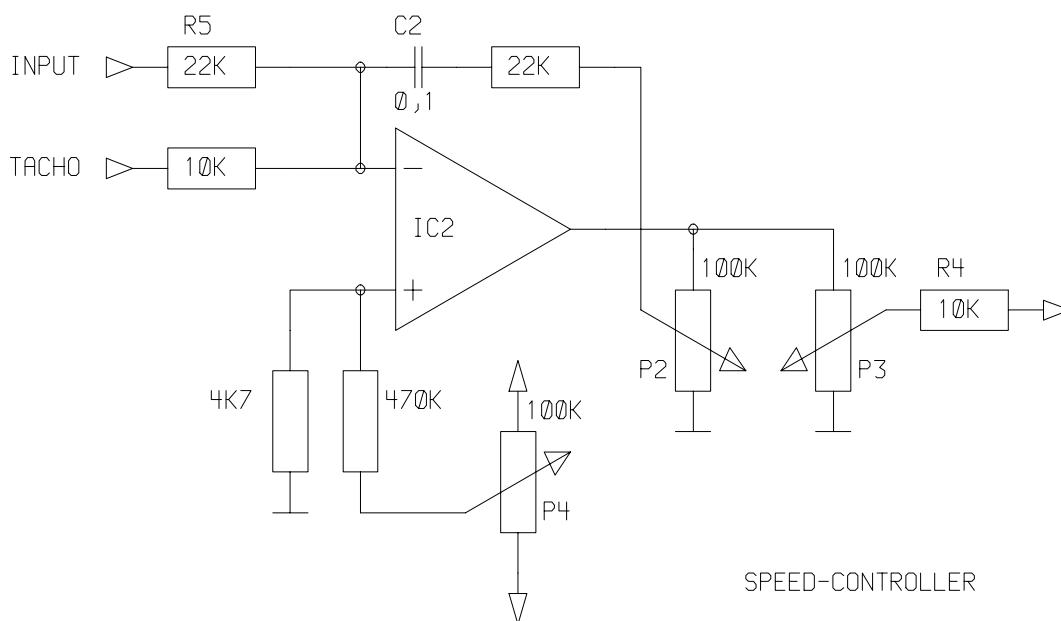 R5
C2
INPUT
22K
22K
0,1
TACHO
10K
IC2
100K
100K
R4
10K
P2
P3
4K7
470K
100K
P4
SPEED-CONTROLLER